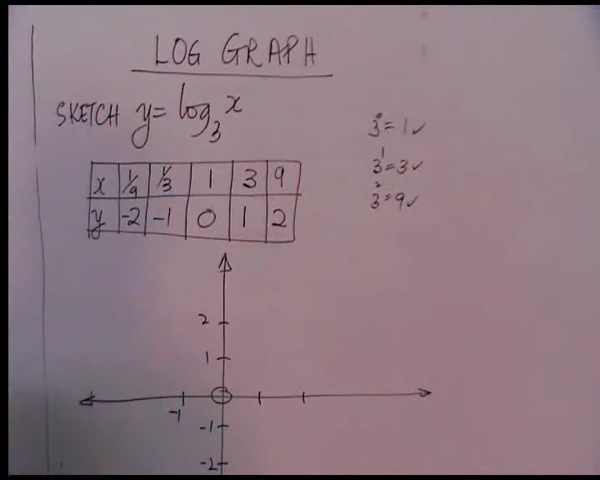 LOG GRAPH
SKETCH y = log₃ x
3⁰ = 1 ✓
3¹ = 3 ✓
3² = 9 ✓
x 1/9 1/3 1 3 9
y -2 -1 0 1 2
2
1
-1
-1
-2